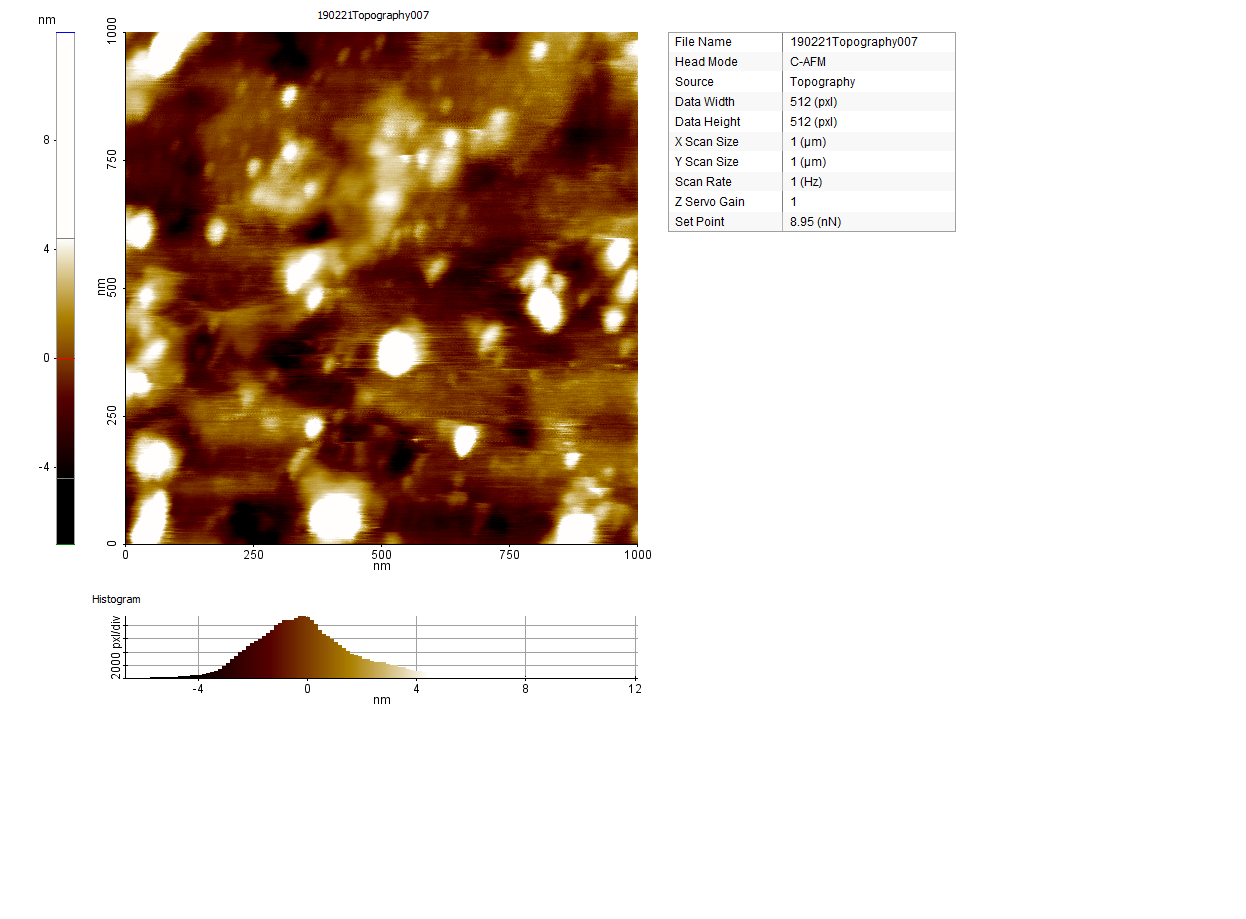 nm
190221Topography007
8
4
0
-4
1000
750
500
250
0
nm
0
250
500
750
1000
nm
File Name 190221Topography007
Head Mode C-AFM
Source Topography
Data Width 512 (pxl)
Data Height 512 (pxl)
X Scan Size 1 (µm)
Y Scan Size 1 (µm)
Scan Rate 1 (Hz)
Z Servo Gain 1
Set Point 8.95 (nN)
Histogram
2000 pxl/div
-4
0
4
8
12
nm